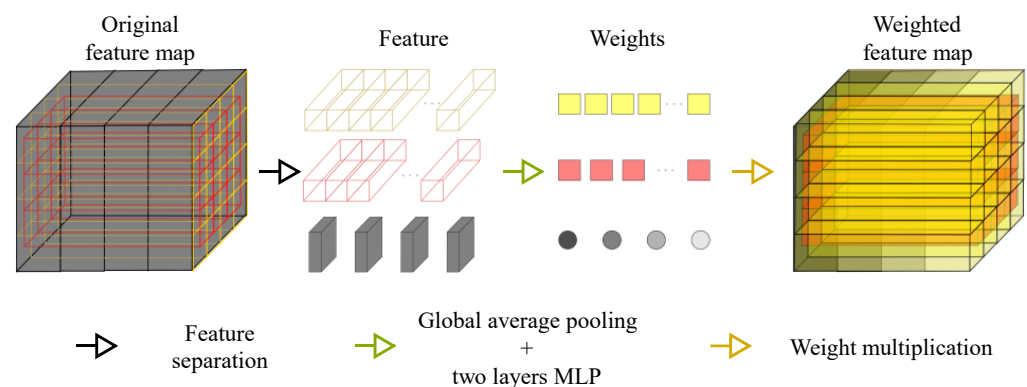 Original
feature map
Feature
Weights
Weighted
feature map
...
...
...
...
Feature
separation
Global average pooling
+
two layers MLP
Weight multiplication